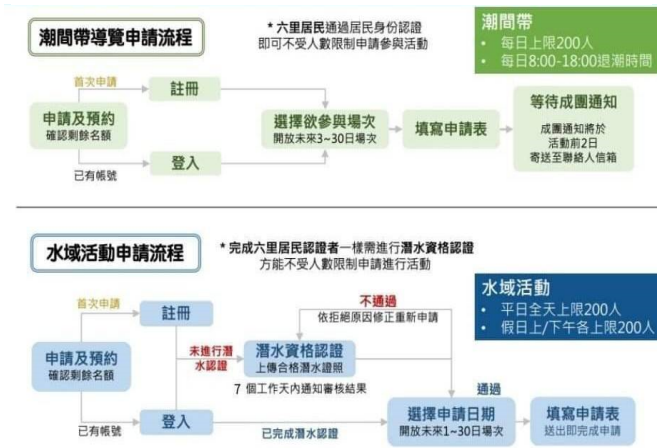 潮間帶導覽申請流程
* 六里居民通過居民身份認證
即可不受人數限制申請參與活動
潮間帶
• 每日上限200人
• 每日8:00-18:00退潮時間
首次申請
註冊
申請及預約
確認剩餘名額
已有帳號
登入
選擇欲參與場次
開放未來3~30日場次
填寫申請表
等待成團通知
成團通知將於
活動前2日
寄送至聯絡人信箱
水域活動申請流程
* 完成六里居民認證者一樣需進行潛水資格認證
方能不受人數限制申請進行活動
水域活動
• 平日全天上限200人
• 假日上/下午各上限200人
首次申請
註冊
申請及預約
確認剩餘名額
已有帳號
登入
未進行潛
水認證
不通過
依拒絕原因修正重新申請
潛水資格認證
上傳合格潛水證照
7 個工作天內通知審核結果
已完成潛水認證
通過
選擇申請日期
開放未來1~30日場次
填寫申請表
送出即完成申請